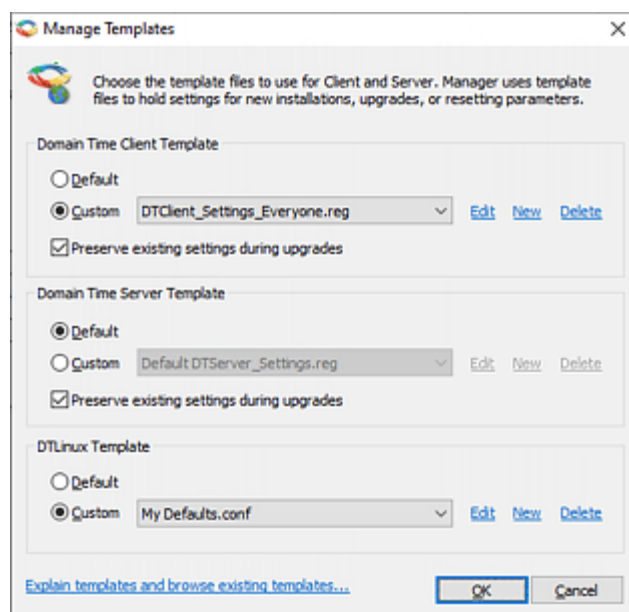 Manage Templates
Choose the template files to use for Client and Server. Manager uses template
files to hold settings for new installations, upgrades, or resetting parameters.
Domain Time Client Template
Default
Custom DTClient_Settings_Everyone.reg Edit New Delete
Preserve existing settings during upgrades
Domain Time Server Template
Default
Custom Default DTServer_Settings.reg Edit New Delete
Preserve existing settings during upgrades
DTLinux Template
Default
Custom My Defaults.conf Edit New Delete
Explain templates and browse existing templates... OK Cancel